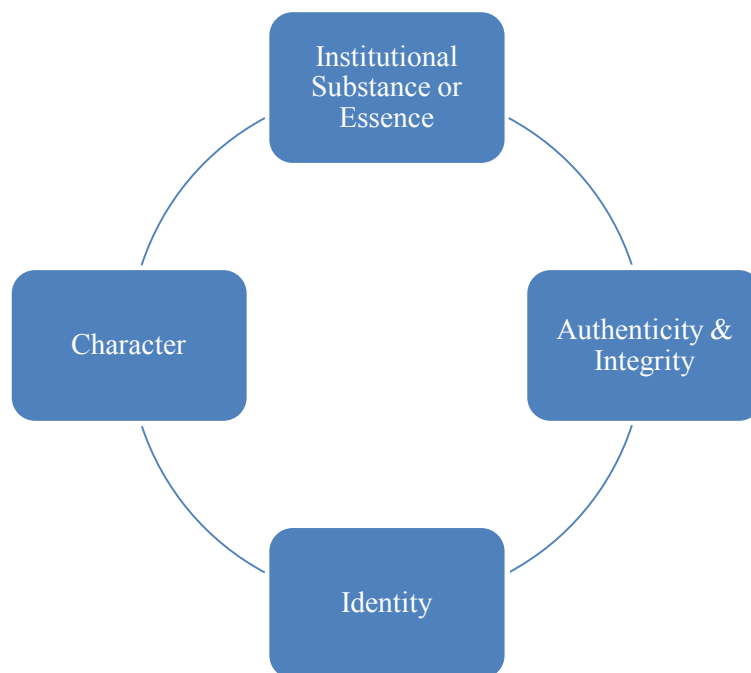 Institutional
Substance or
Essence
Character
Authenticity &
Integrity
Identity